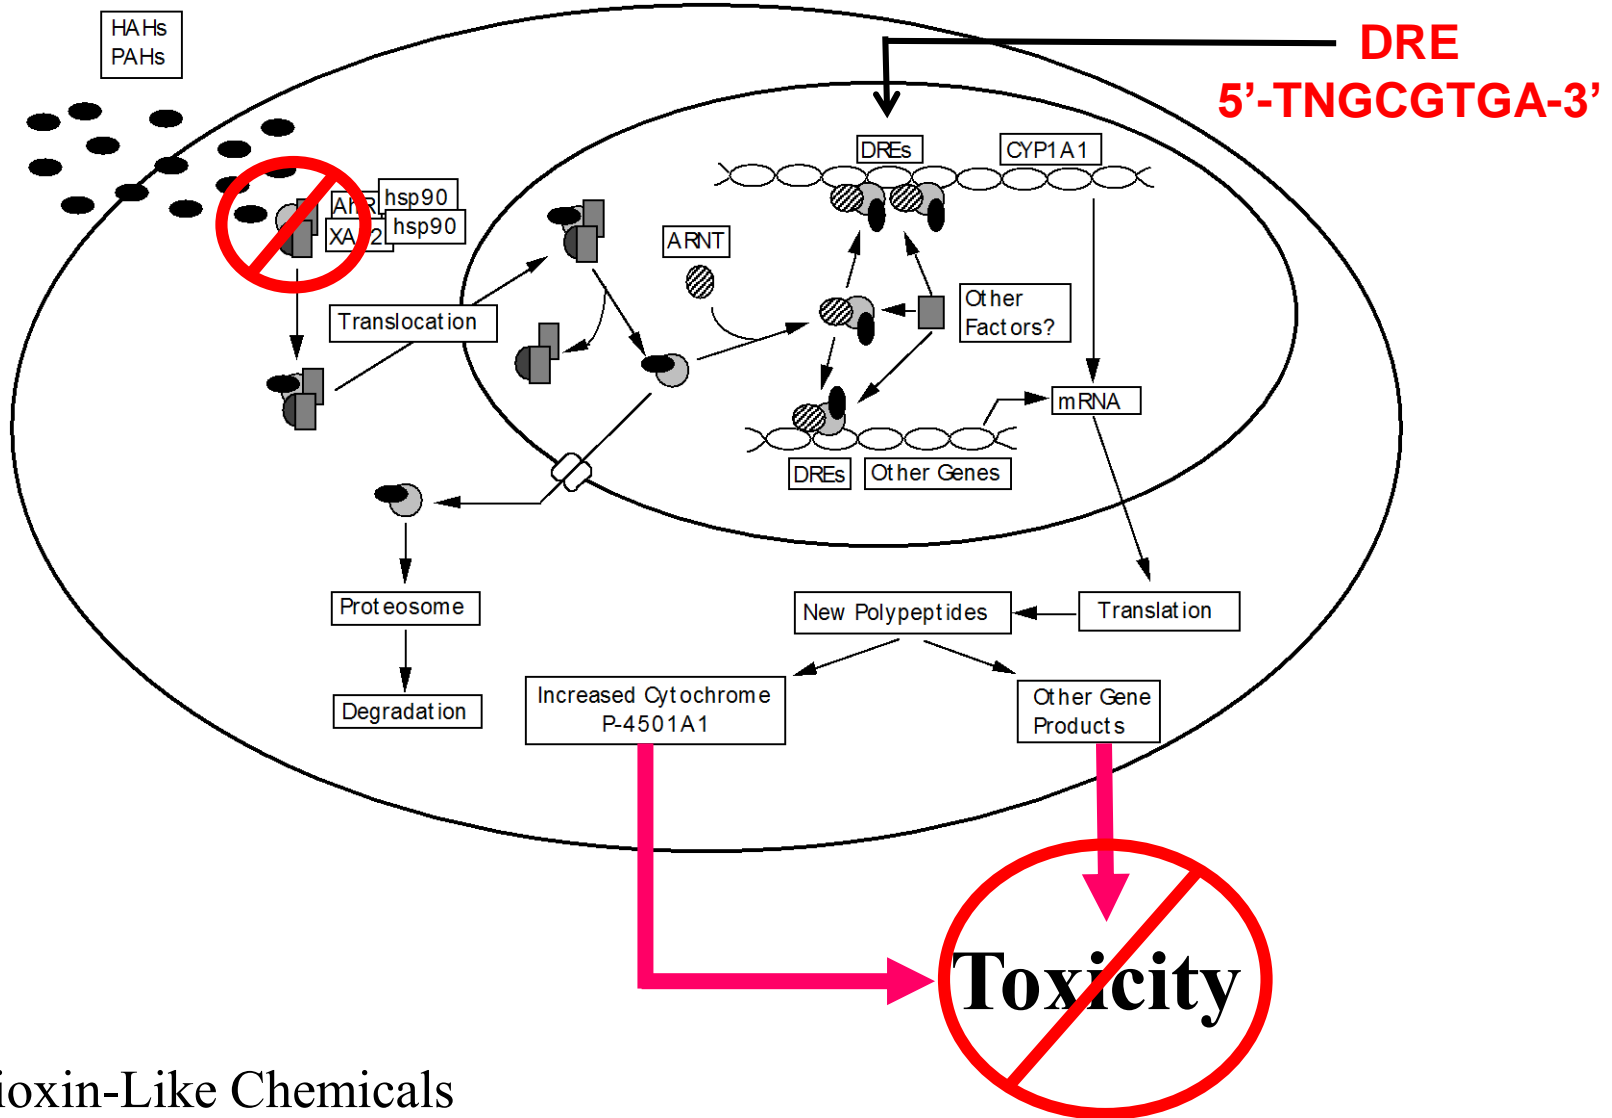 HAHs
PAHs
DRE
5’-TNGCGTGA-3’
DREs
CYP1A1
hsp90
hsp90
ARNT
Translocation
Other
Factors?
mRNA
DREs
Other Genes
Proteosome
New Polypeptides
Translation
Degradation
Increased Cytochrome
P-4501A1
Other Gene
Products
Toxicity
ioxin-Like Chemicals